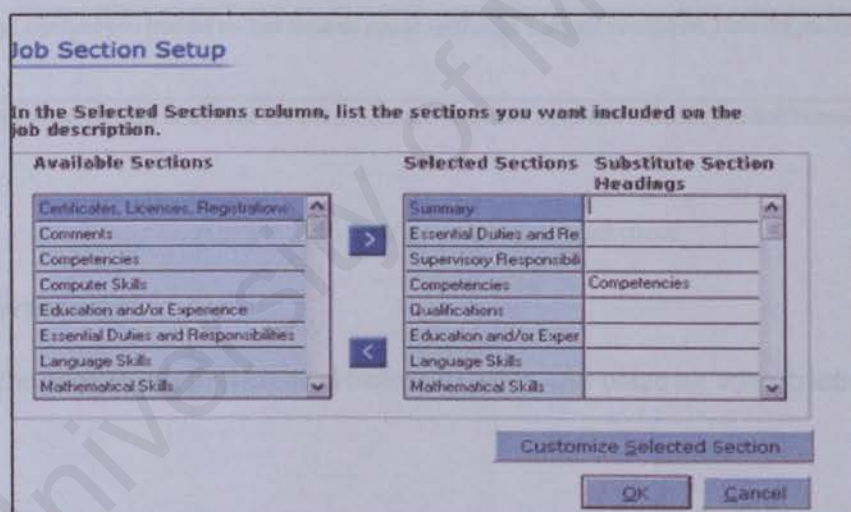 Job Section Setup
In the Selected Sections column, list the sections you want included on the
job description.
Available Sections
Certificates, Licenses, Registrations
Comments
Competencies
Computer Skills
Education and/or Experience
Essential Duties and Responsibilities
Language Skills
Mathematical Skills
>
<
Selected Sections Substitute Section
Headings
Summary
Essential Duties and Re
Supervisory Responsibili
Competencies Competencies
Qualifications
Education and/or Exper
Language Skills
Mathematical Skills
Customize Selected Section
OK Cancel
University of M